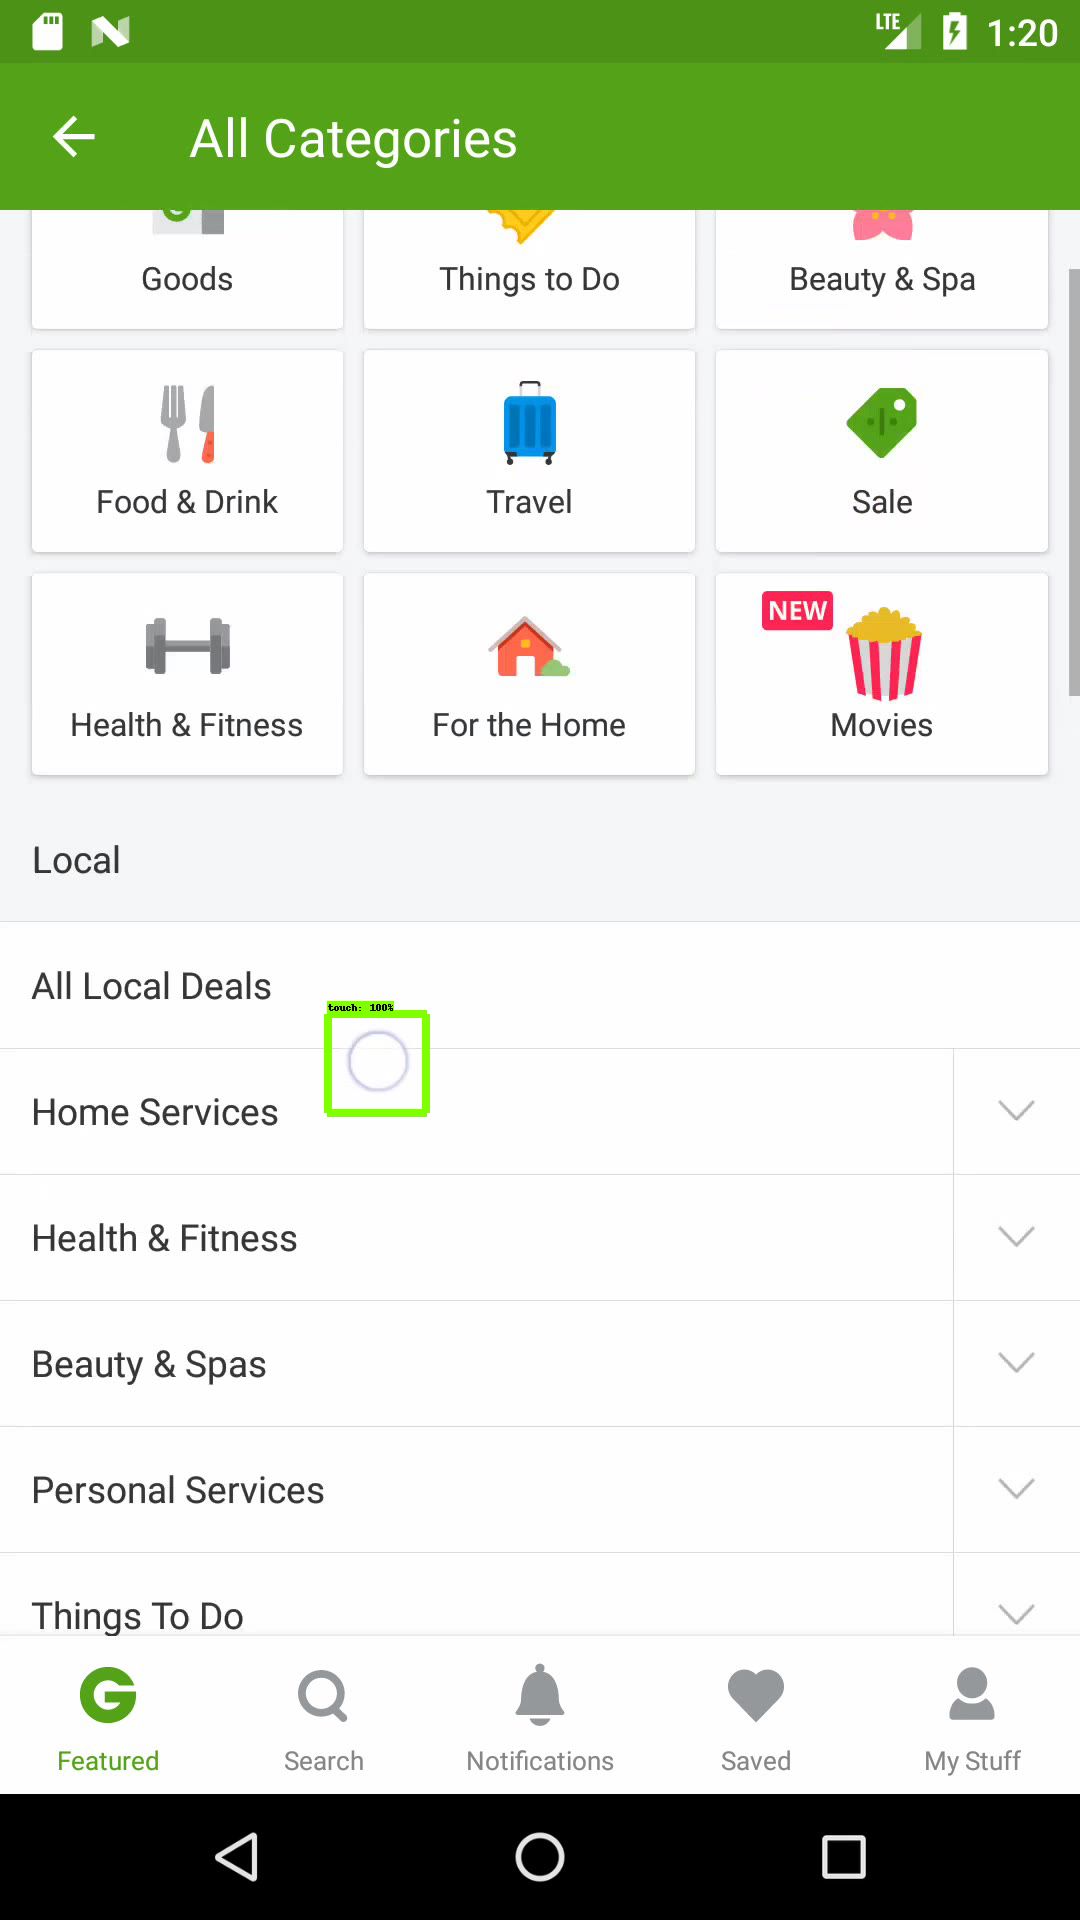 LTE 1:20
All Categories
Goods Things to Do Beauty & Spa
Food & Drink Travel Sale
NEW
Health & Fitness For the Home Movies
Local
All Local Deals
touch: 100%
Home Services
Health & Fitness
Beauty & Spas
Personal Services
Things To Do
Featured Search Notifications Saved My Stuff